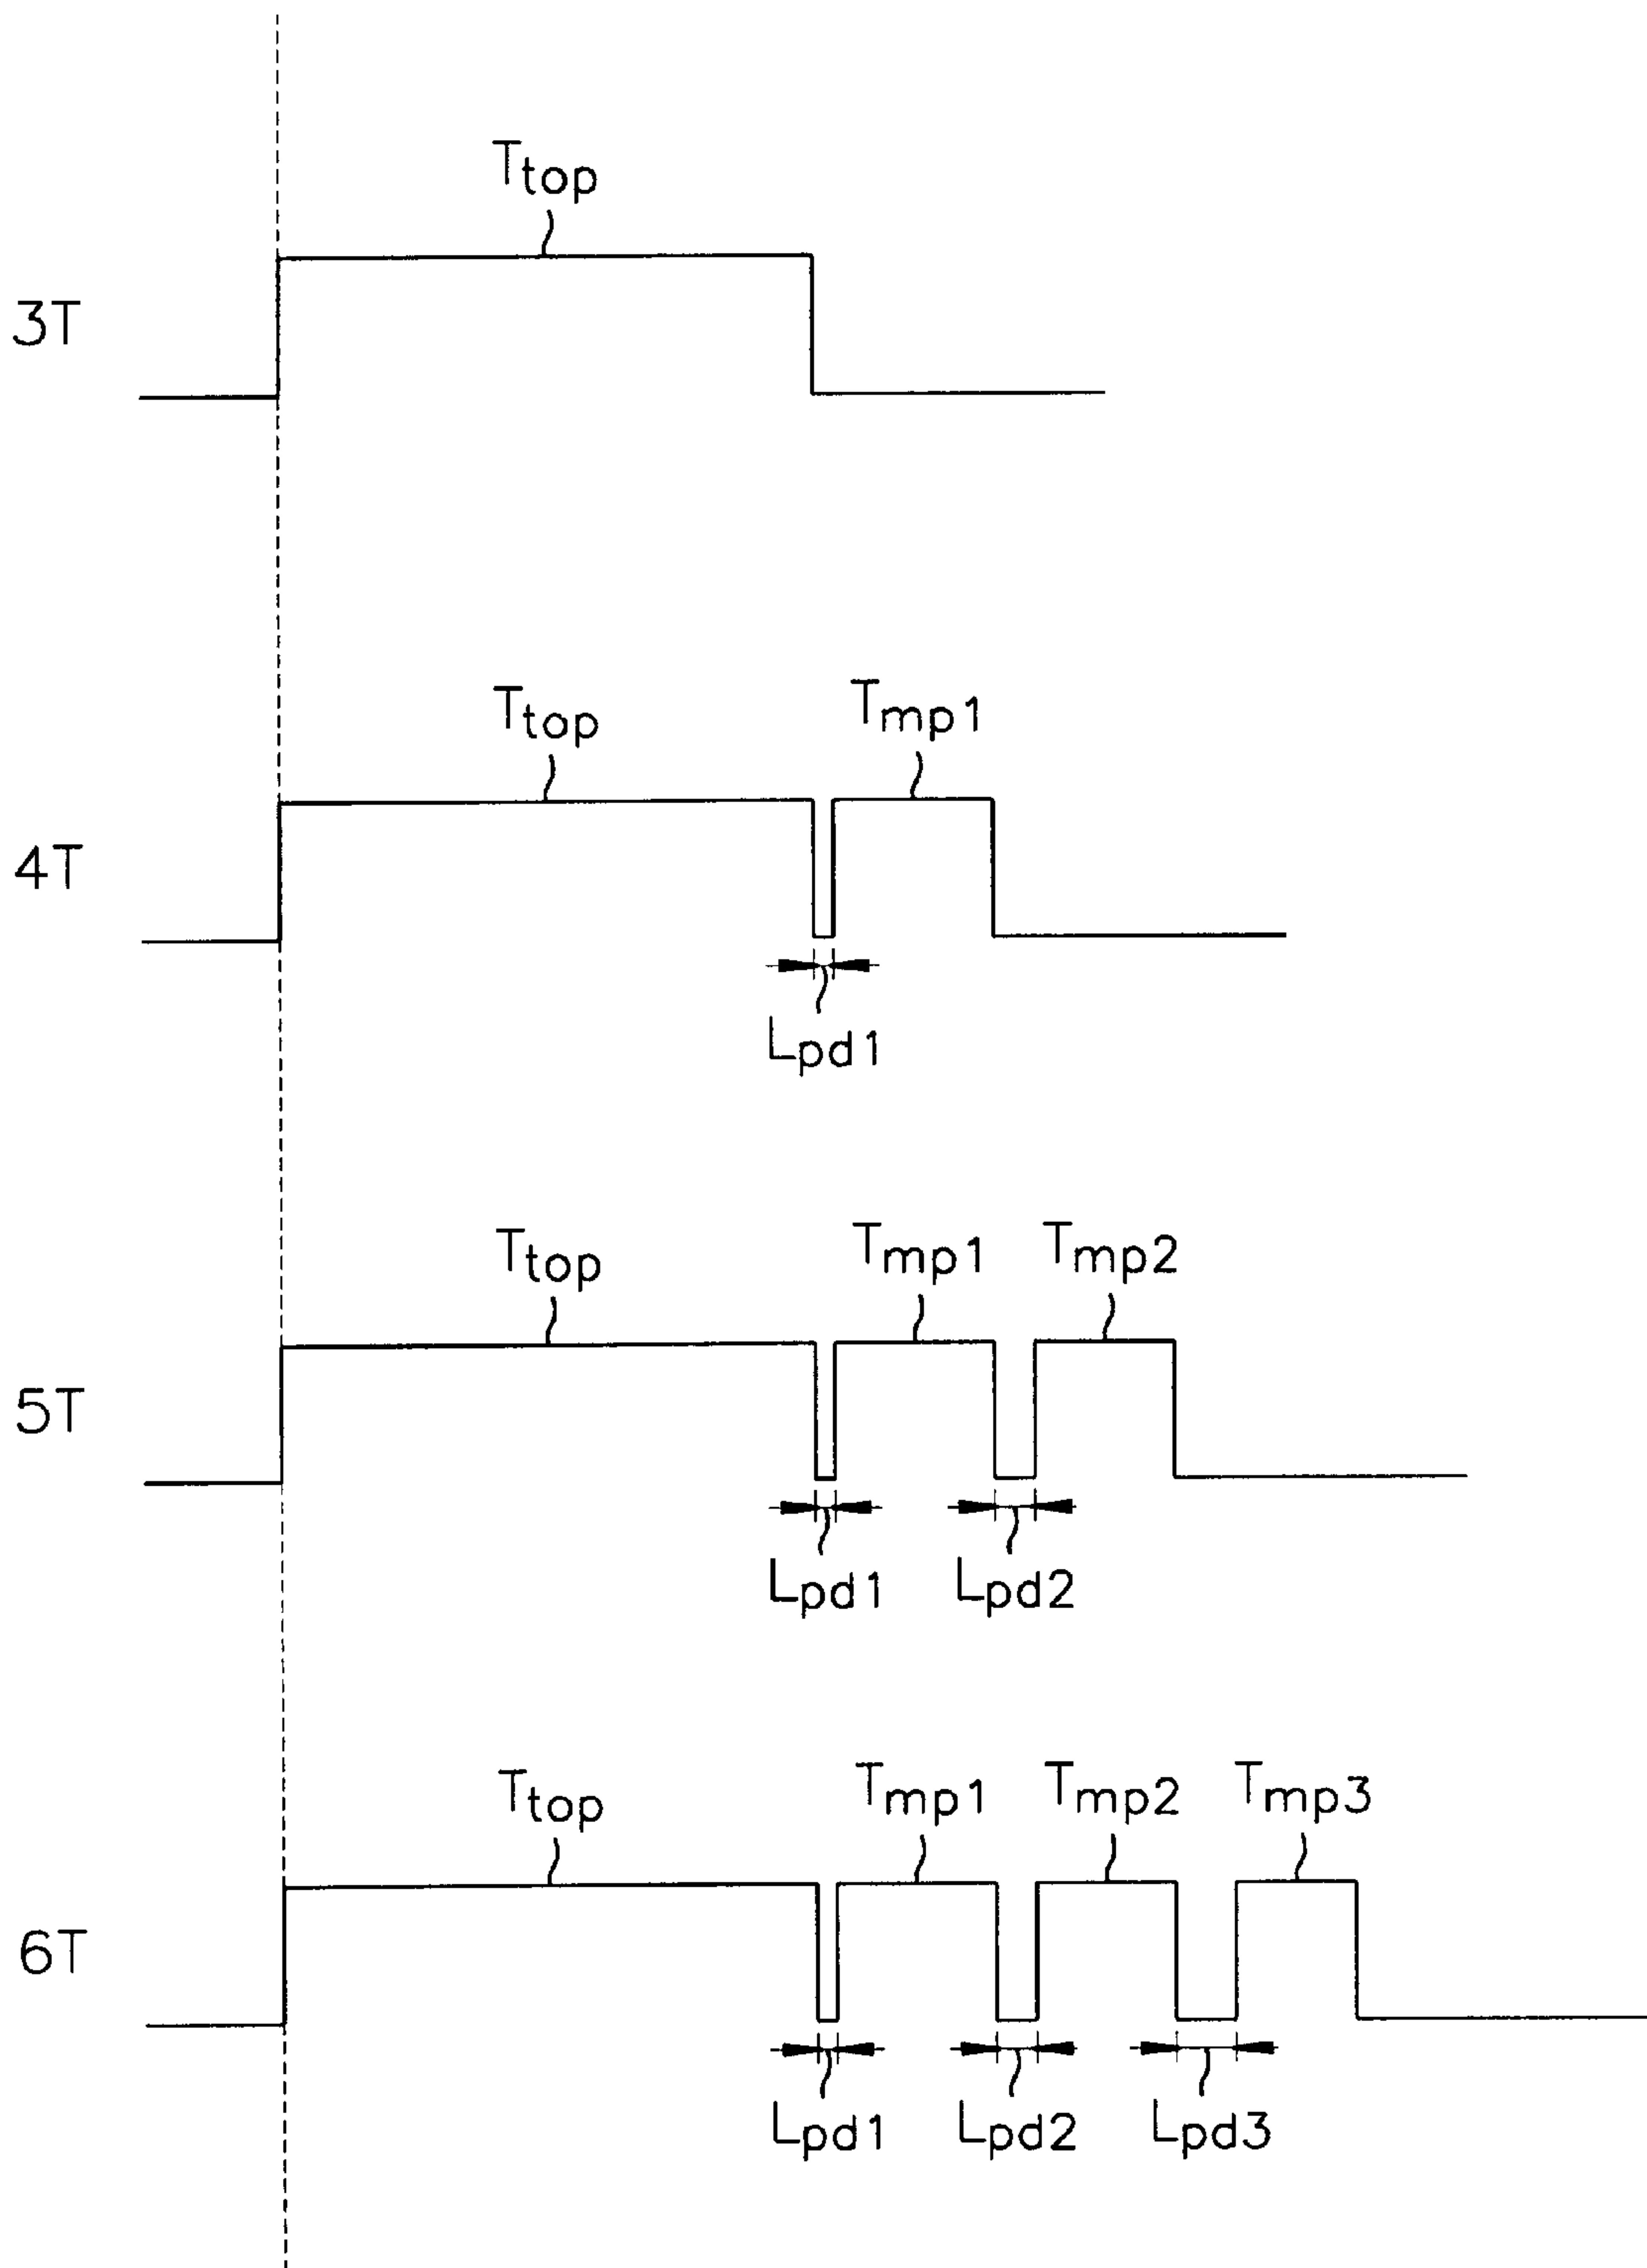 Ttop
3T
Ttop Tmp1
4T
Lpd1
Ttop Tmp1 Tmp2
5T
Lpd1 Lpd2
Ttop Tmp1 Tmp2 Tmp3
6T
Lpd1 Lpd2 Lpd3